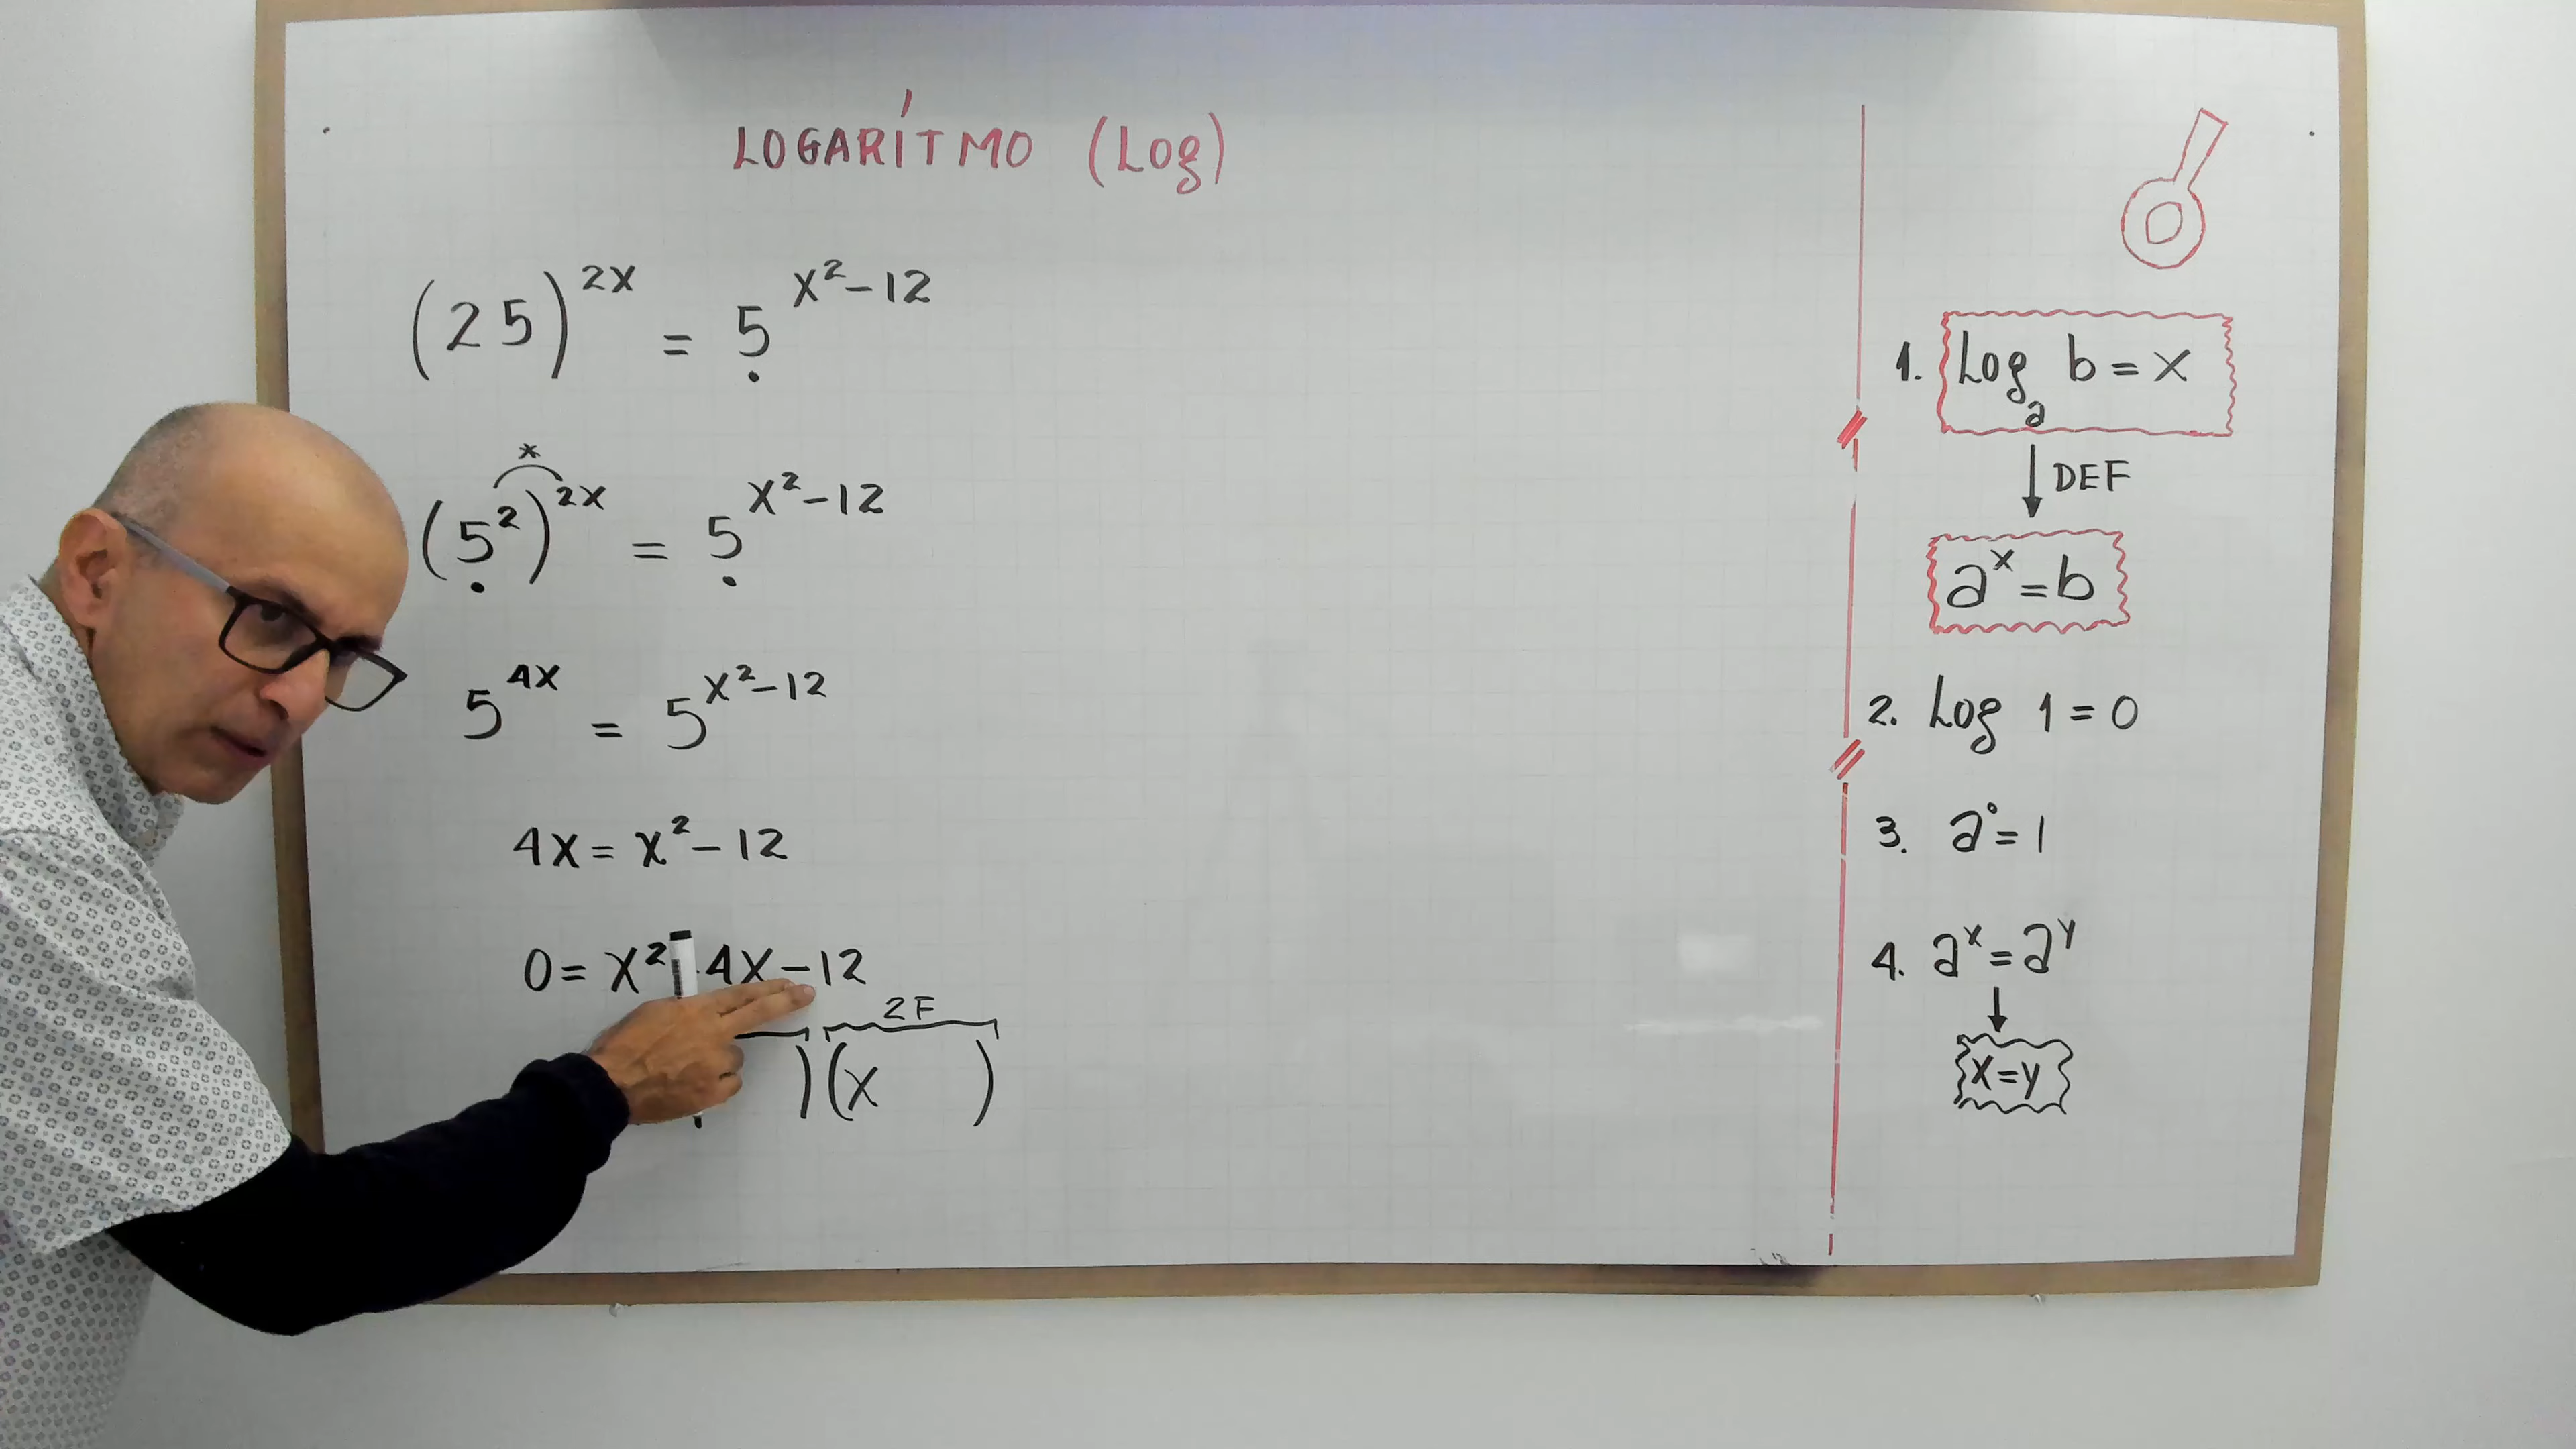 LOGARÍTMO (Log)
(25)^2X = 5^X²-12
*
(5²)^2X = 5^X²-12
5^4X = 5^X²-12
4X = X² - 12
0 = X² 4X - 12
2F
)(X )
1. Log_a b = X
DEF
a^x = b
2. Log 1 = 0
3. a° = 1
4. a^x = a^y
X = y